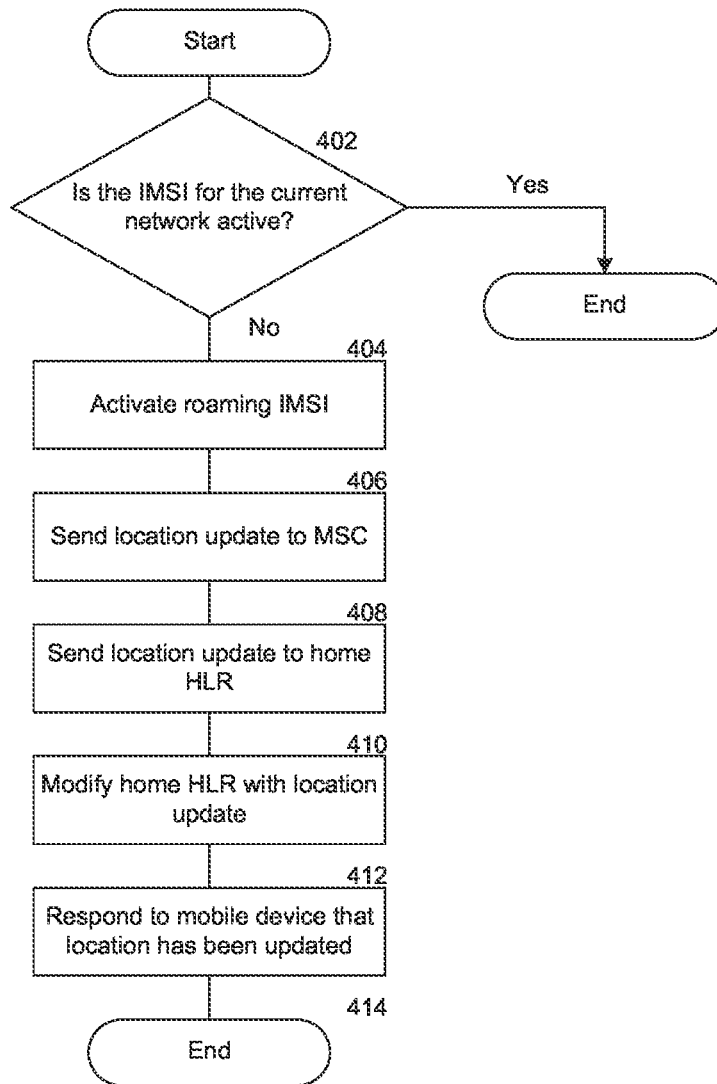 Start
402
Is the IMSI for the current
network active?
Yes
End
No
404
Activate roaming IMSI
406
Send location update to MSC
408
Send location update to home
HLR
410
Modify home HLR with location
update
412
Respond to mobile device that
location has been updated
414
End